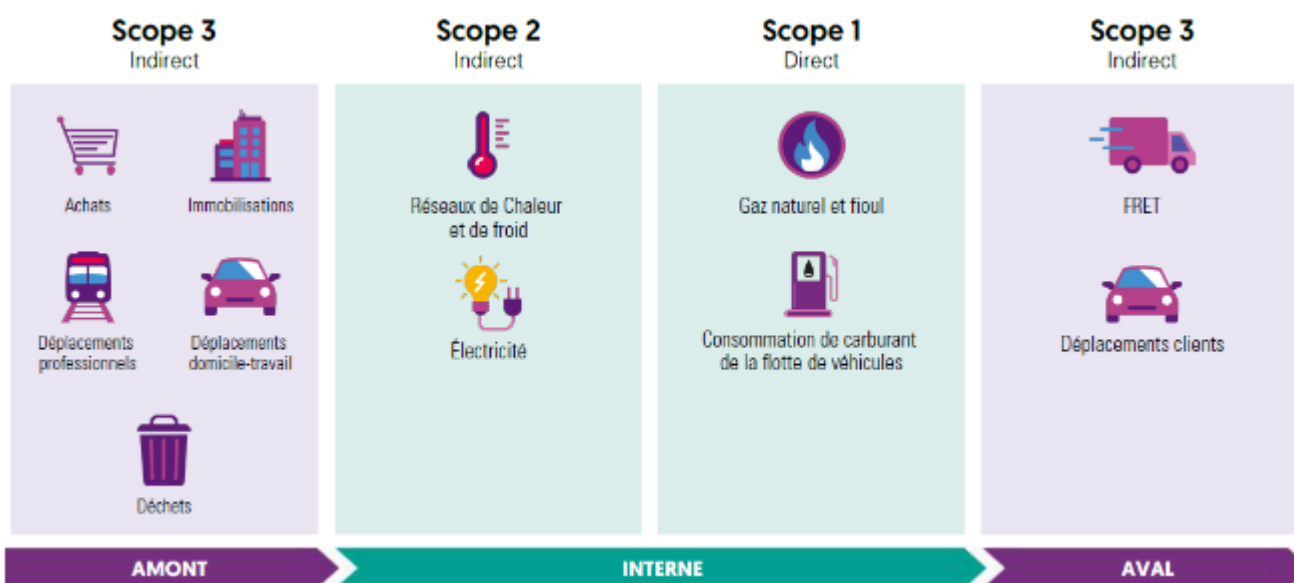 Scope 3
Indirect
Achats
Immobilisations
Déplacements
professionnels
Déplacements
domicile-travail
Déchets
Scope 2
Indirect
Réseaux de Chaleur
et de froid
Électricité
Scope 1
Direct
Gaz naturel et fioul
Consommation de carburant
de la flotte de véhicules
Scope 3
Indirect
FRET
Déplacements clients
AMONT
INTERNE
AVAL